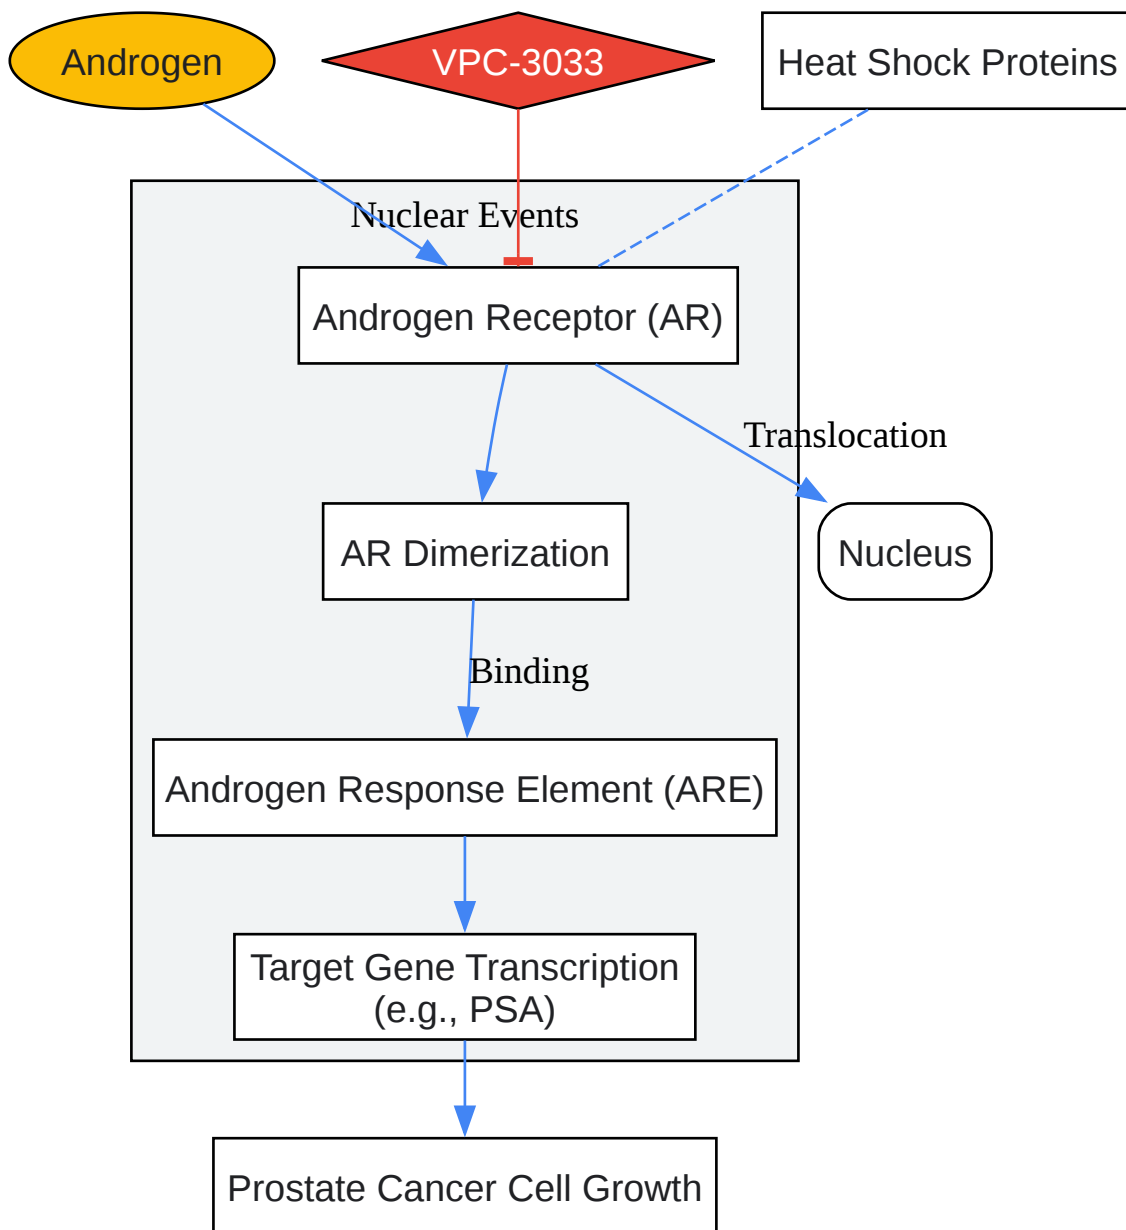 Androgen
VPC-3033
Heat Shock Proteins
Nuclear Events
Androgen Receptor (AR)
Translocation
AR Dimerization
Nucleus
Binding
Androgen Response Element (ARE)
Target Gene Transcription
(e.g., PSA)
Prostate Cancer Cell Growth